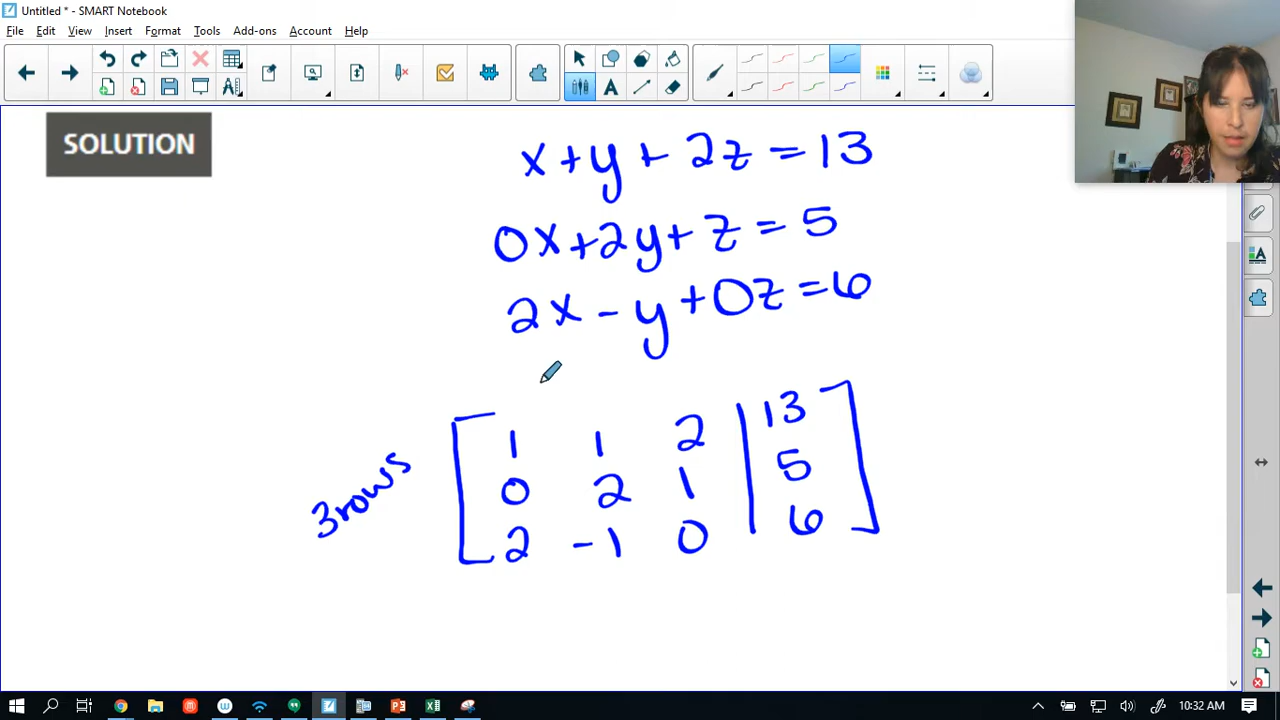 Untitled * - SMART Notebook
File Edit View Insert Format Tools Add-ons Account Help
SOLUTION
x+y+2z=13
0x+2y+z=5
2x-y+0z=6
3 rows
1 1 2 | 13
0 2 1 | 5
2 -1 0 | 6
10:32 AM